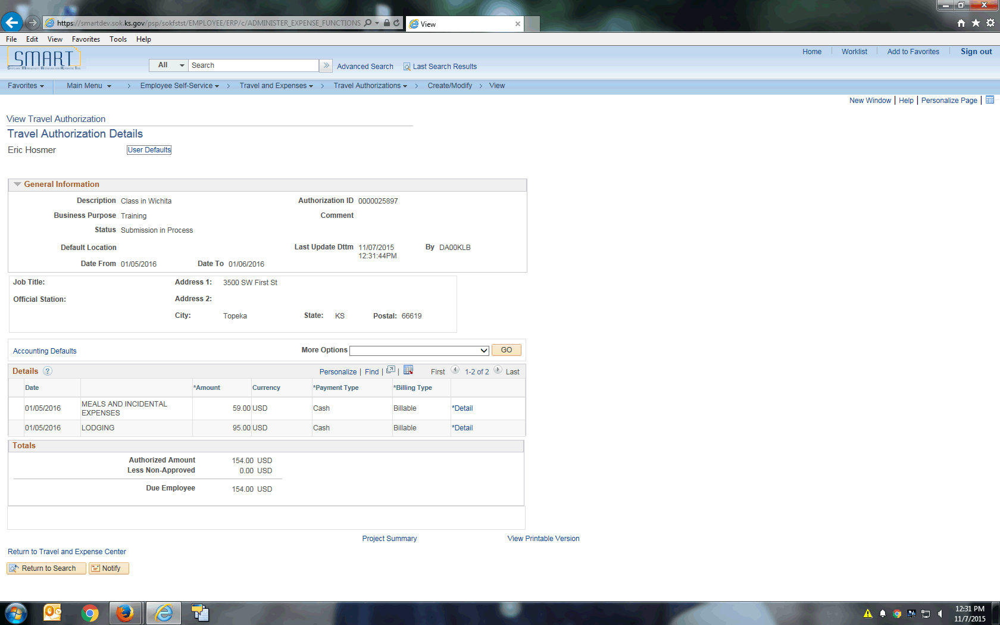 https://smartdev.sok.ks.gov/psp/sokfstst/EMPLOYEE/ERP/c/ADMINISTER_EXPENSE_FUNCTIONS View
File Edit View Favorites Tools Help
SMART
All Search Advanced Search Last Search Results Home Worklist Add to Favorites Sign out
Favorites Main Menu > Employee Self-Service > Travel and Expenses > Travel Authorizations > Create/Modify > View
New Window | Help | Personalize Page |
View Travel Authorization
Travel Authorization Details
Eric Hosmer User Defaults
General Information
Description Class in Wichita Authorization ID 0000025897
Business Purpose Training Comment
Status Submission in Process
Default Location Last Update Dttm 11/07/2015 By DA00KLB
12:31:44PM
Date From 01/05/2016 Date To 01/06/2016
Job Title: Address 1: 3500 SW First St
Official Station: Address 2:
City: Topeka State: KS Postal: 66619
Accounting Defaults More Options GO
Details ? Personalize | Find | | First 1-2 of 2 Last
Date *Amount Currency *Payment Type *Billing Type
01/05/2016 MEALS AND INCIDENTAL EXPENSES 59.00 USD Cash Billable *Detail
01/05/2016 LODGING 95.00 USD Cash Billable *Detail
Totals
Authorized Amount 154.00 USD
Less Non-Approved 0.00 USD
Due Employee 154.00 USD
Project Summary View Printable Version
Return to Travel and Expense Center
Return to Search Notify
12:31 PM
11/7/2015